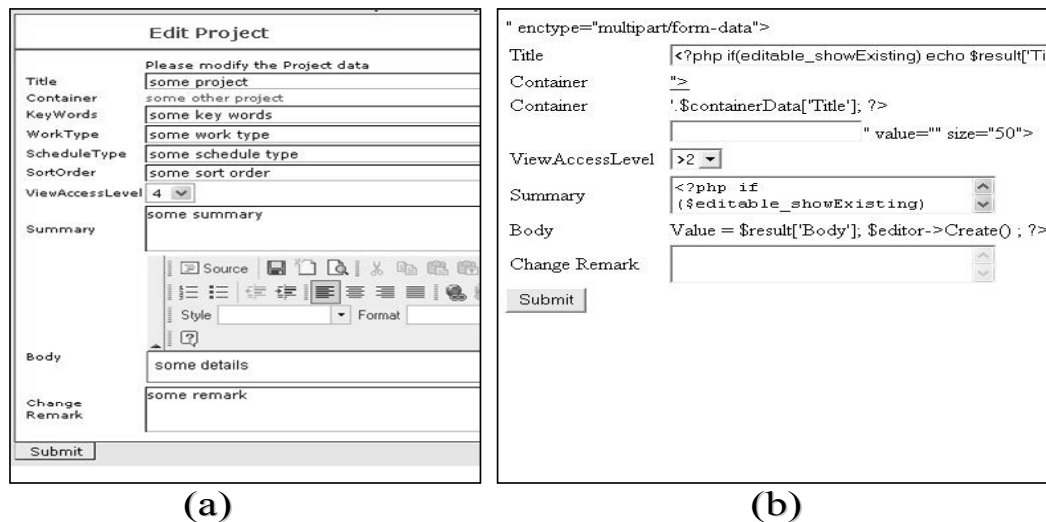 Edit Project
Please modify the Project data
Title some project
Container some other project
KeyWords some key words
WorkType some work type
ScheduleType some schedule type
SortOrder some sort order
ViewAccessLevel 4
Summary some summary
Source
Style Format
Body some details
Change Remark some remark
Submit
(a)
" enctype="multipart/form-data">
Title <?php if(editable_showExisting) echo $result['Ti
Container ">
Container '.$containerData['Title']; ?>
" value="" size="50">
ViewAccessLevel >2
Summary <?php if
($editable_showExisting)
Body Value = $result['Body']; $editor->Create() ; ?>
Change Remark
Submit
(b)